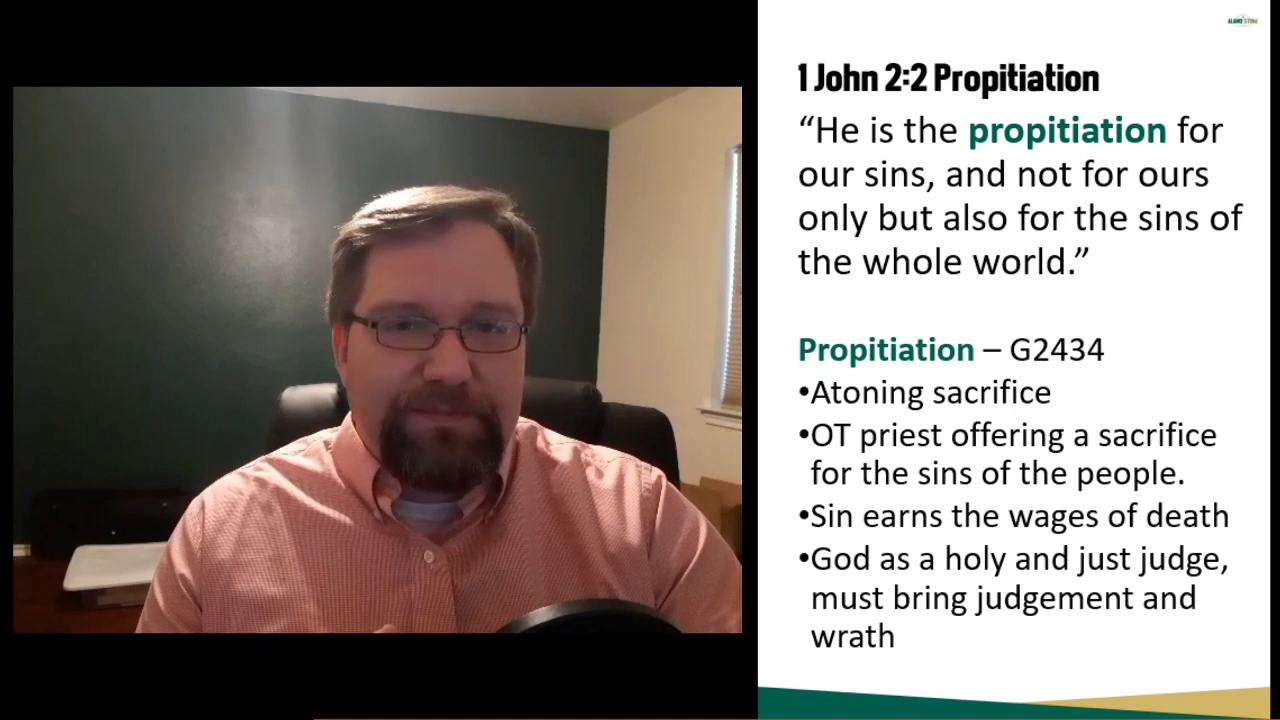 1 John 2:2 Propitiation
“He is the propitiation for
our sins, and not for ours
only but also for the sins of
the whole world.”
Propitiation – G2434
•Atoning sacrifice
•OT priest offering a sacrifice
for the sins of the people.
•Sin earns the wages of death
•God as a holy and just judge,
must bring judgement and
wrath